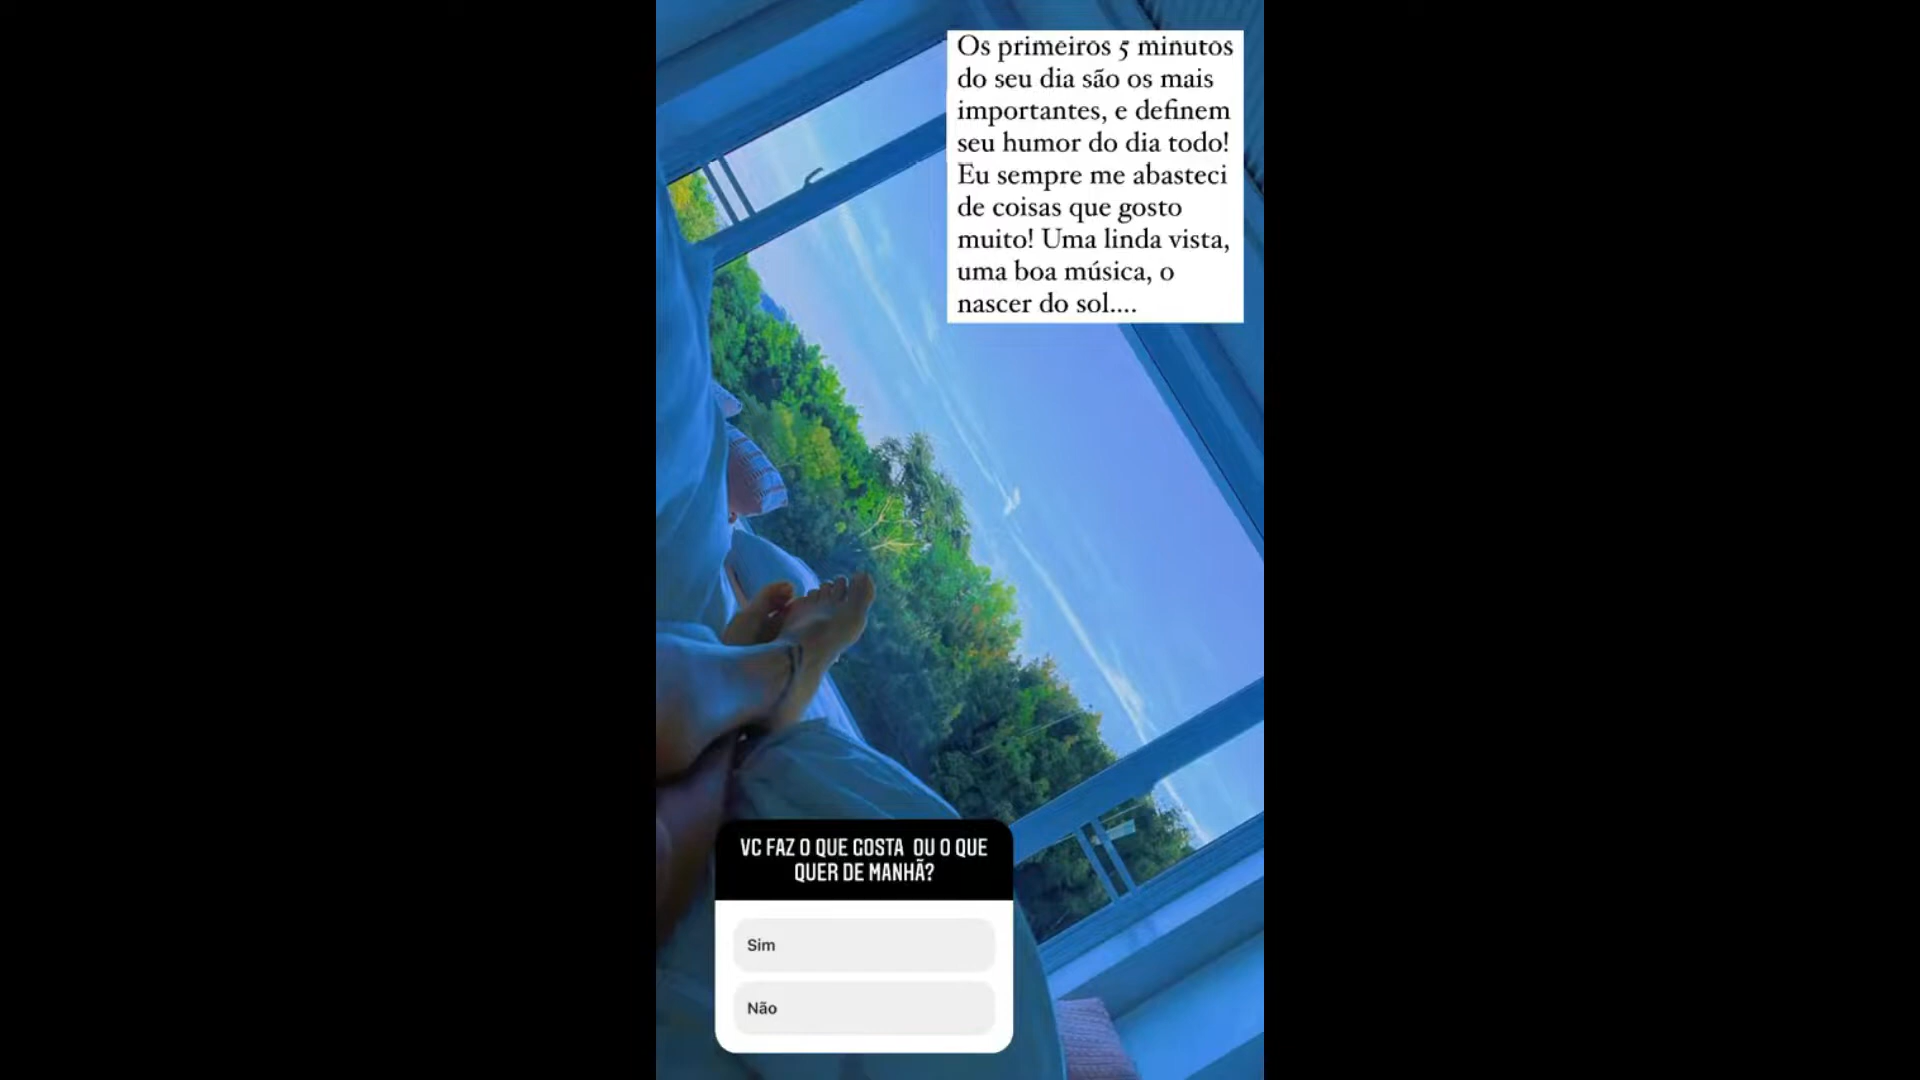 Os primeiros 5 minutos
do seu dia são os mais
importantes, e definem
seu humor do dia todo!
Eu sempre me abasteci
de coisas que gosto
muito! Uma linda vista,
uma boa música, o
nascer do sol....
VC FAZ O QUE GOSTA OU O QUE
QUER DE MANHÃ?
Sim
Não